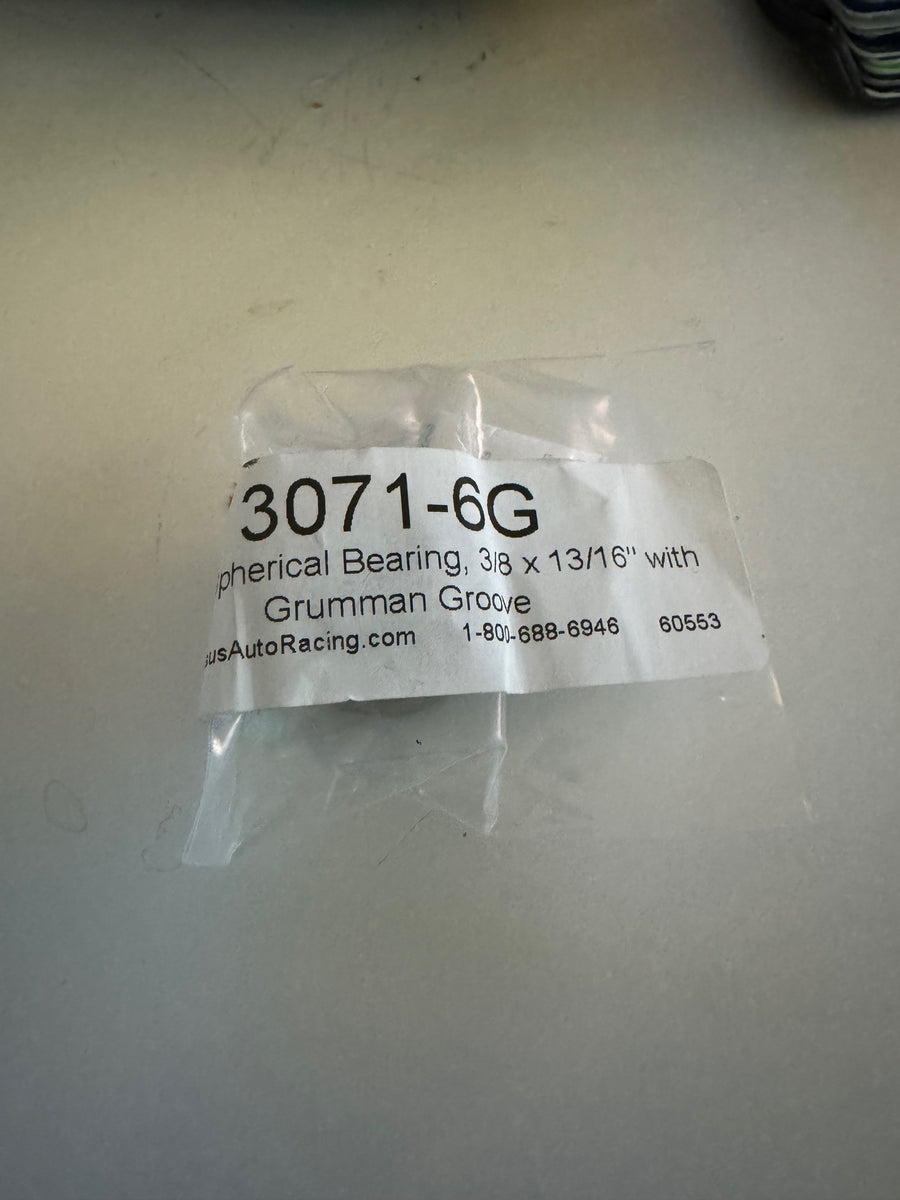 3071-6G
pherical Bearing, 3/8 x 13/16" with
Grumman Groove
usAutoRacing.com 1-800-688-6946 60553